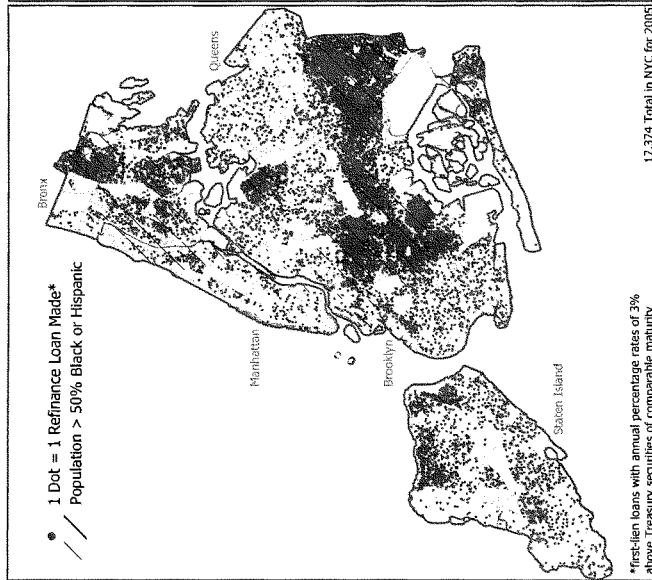 1 Dot = 1 Refinance Loan Made*
Population > 50% Black or Hispanic
Bronx
Queens
Manhattan
Brooklyn
Staten Island
*first-lien loans with annual percentage rates of 3%
above Treasury securities of comparable maturity
17,374 Total in NYC for 2005